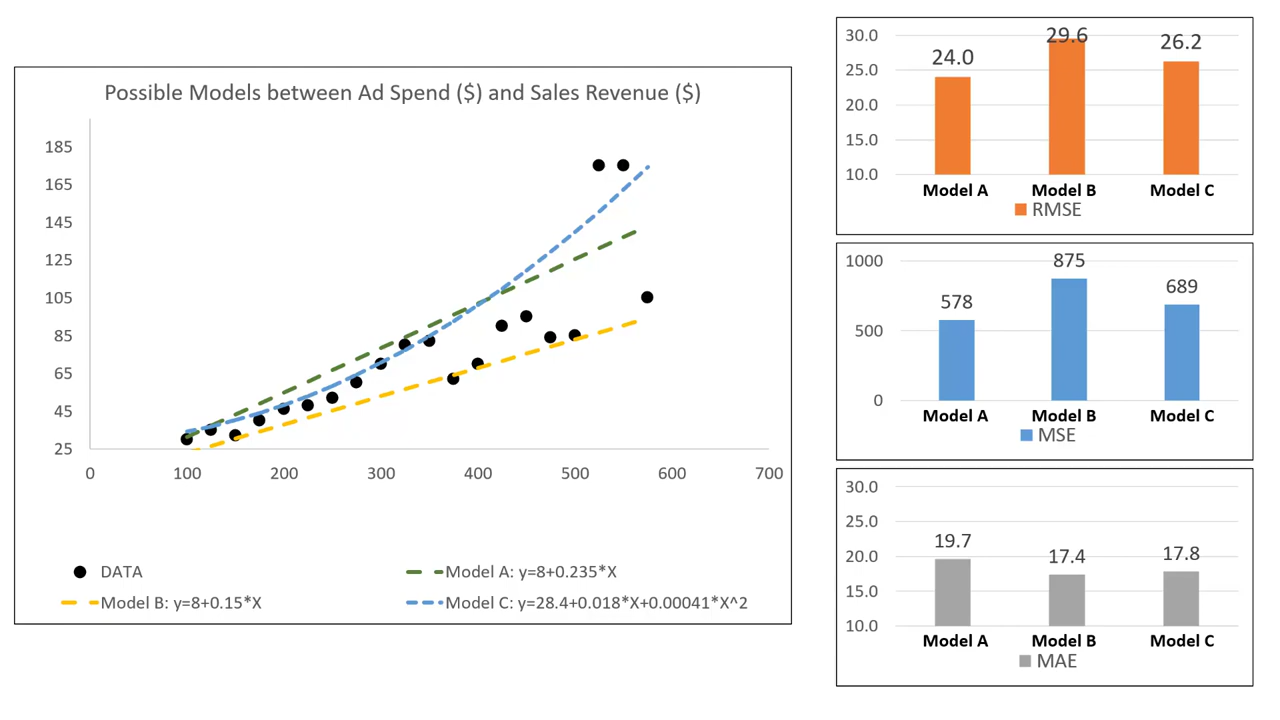 Possible Models between Ad Spend ($) and Sales Revenue ($)
185
165
145
125
105
85
65
45
25
0 100 200 300 400 500 600 700
DATA
Model A: y=8+0.235*X
Model B: y=8+0.15*X
Model C: y=28.4+0.018*X+0.00041*X^2
30.0
25.0
20.0
15.0
10.0
24.0 29.6 26.2
Model A Model B Model C
RMSE
1000
500
0
578 875 689
Model A Model B Model C
MSE
30.0
25.0
20.0
15.0
10.0
19.7 17.4 17.8
Model A Model B Model C
MAE